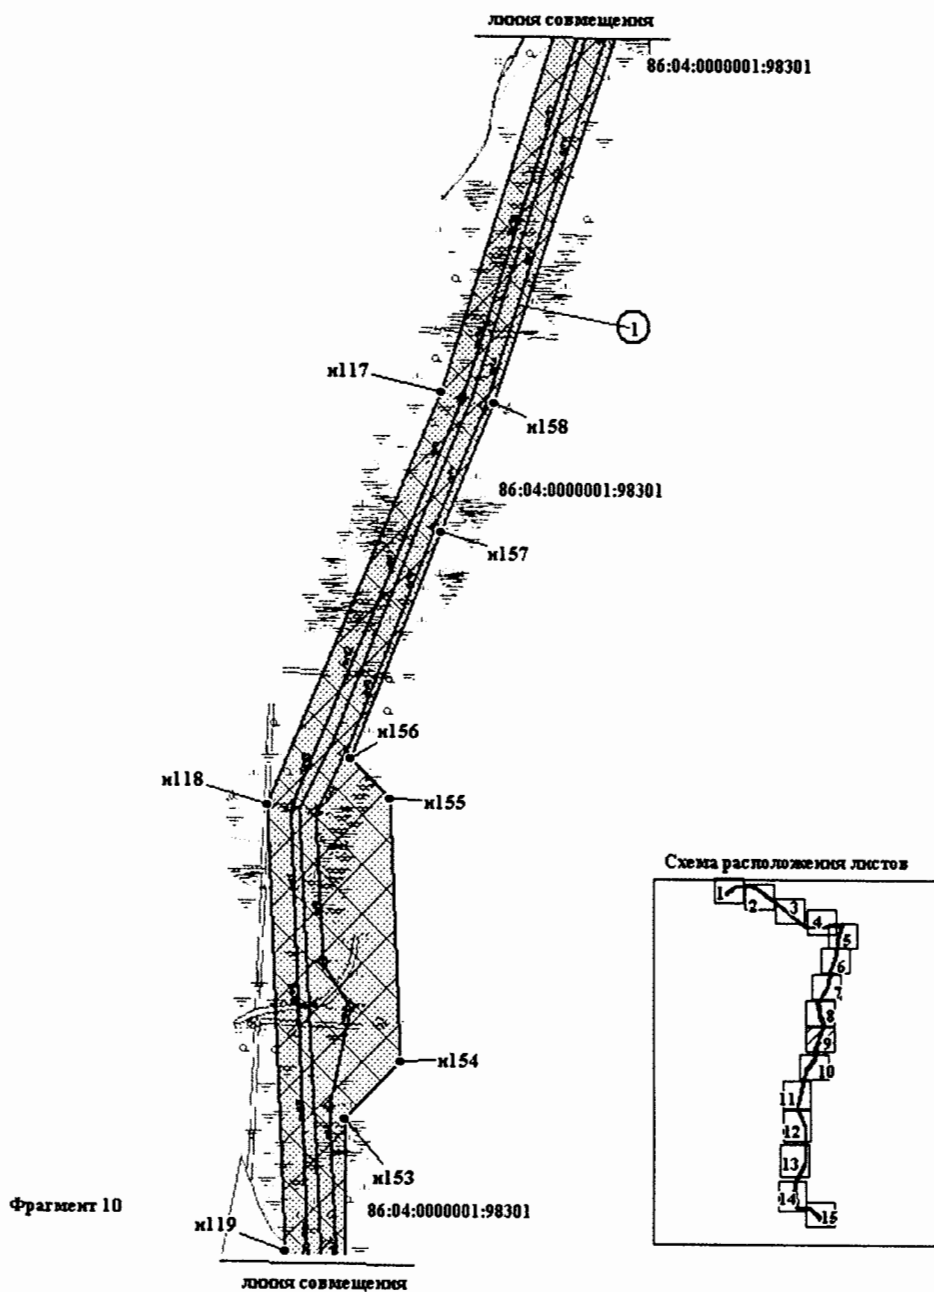 линия совмещения
86:04:0000001:98301
1
н117
н158
86:04:0000001:98301
н157
н156
н118
н155
Схема расположения листов
1
2
3
4
5
6
7
8
9
10
11
12
13
14
15
н154
н153
Фрагмент 10
86:04:0000001:98301
н119
линия совмещения